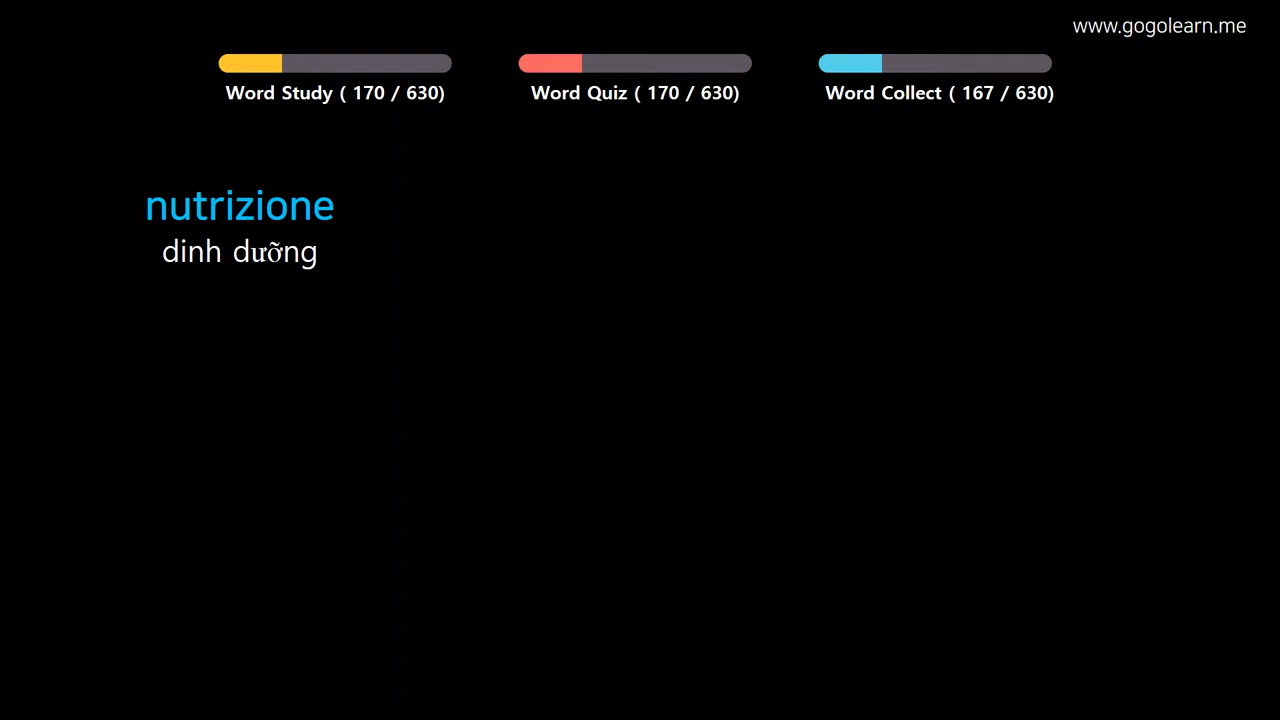 www.gogolearn.me
Word Study ( 170 / 630)
Word Quiz ( 170 / 630)
Word Collect ( 167 / 630)
nutrizione
dinh dưỡng